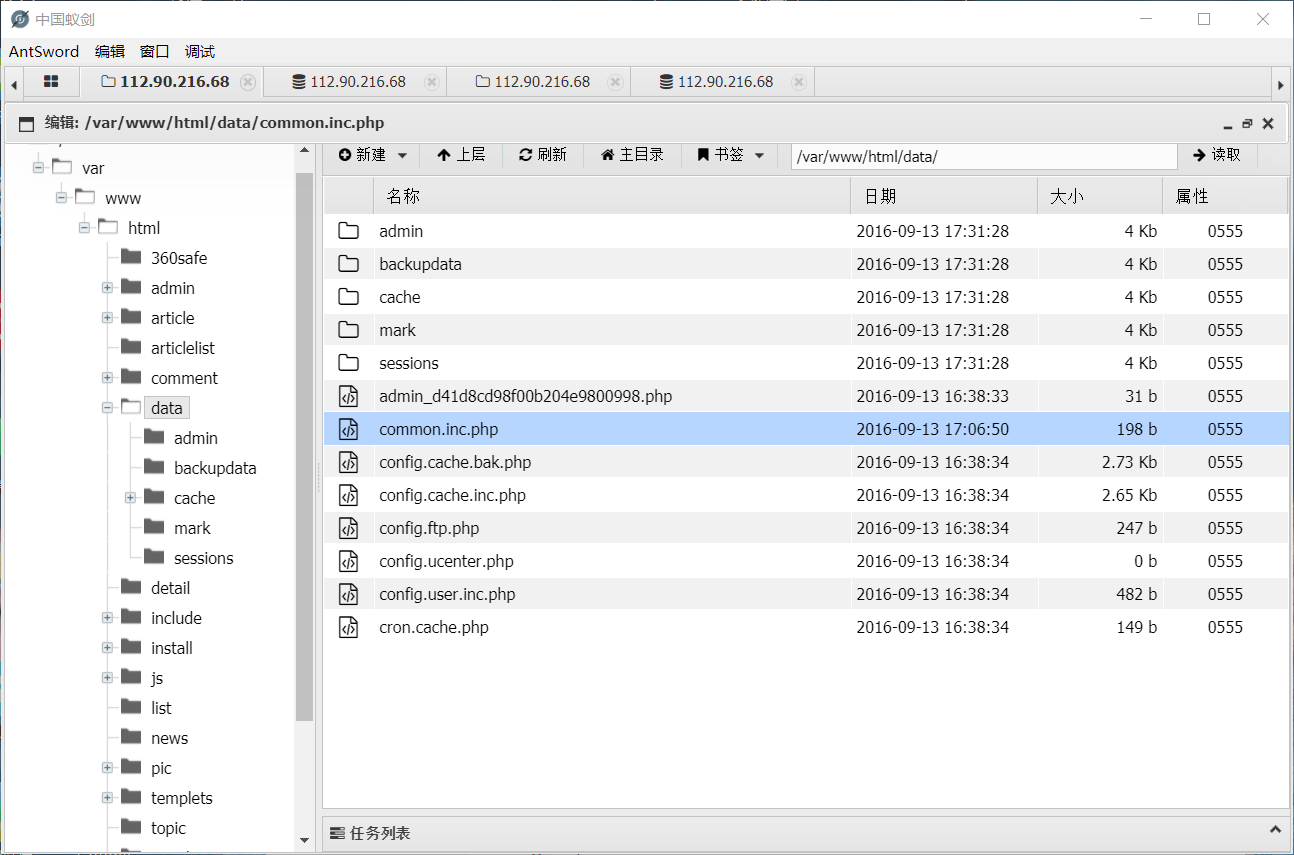 中国蚁剑
AntSword 编辑 窗口 调试
112.90.216.68 112.90.216.68 112.90.216.68 112.90.216.68
编辑: /var/www/html/data/common.inc.php
新建 上层 刷新 主目录 书签 /var/www/html/data/ 读取
var
www
html
360safe
admin
article
articlelist
comment
data
admin
backupdata
cache
mark
sessions
detail
include
install
js
list
news
pic
templets
topic
名称 日期 大小 属性
admin 2016-09-13 17:31:28 4 Kb 0555
backupdata 2016-09-13 17:31:28 4 Kb 0555
cache 2016-09-13 17:31:28 4 Kb 0555
mark 2016-09-13 17:31:28 4 Kb 0555
sessions 2016-09-13 17:31:28 4 Kb 0555
admin_d41d8cd98f00b204e9800998.php 2016-09-13 16:38:33 31 b 0555
common.inc.php 2016-09-13 17:06:50 198 b 0555
config.cache.bak.php 2016-09-13 16:38:34 2.73 Kb 0555
config.cache.inc.php 2016-09-13 16:38:34 2.65 Kb 0555
config.ftp.php 2016-09-13 16:38:34 247 b 0555
config.ucenter.php 2016-09-13 16:38:34 0 b 0555
config.user.inc.php 2016-09-13 16:38:34 482 b 0555
cron.cache.php 2016-09-13 16:38:34 149 b 0555
任务列表